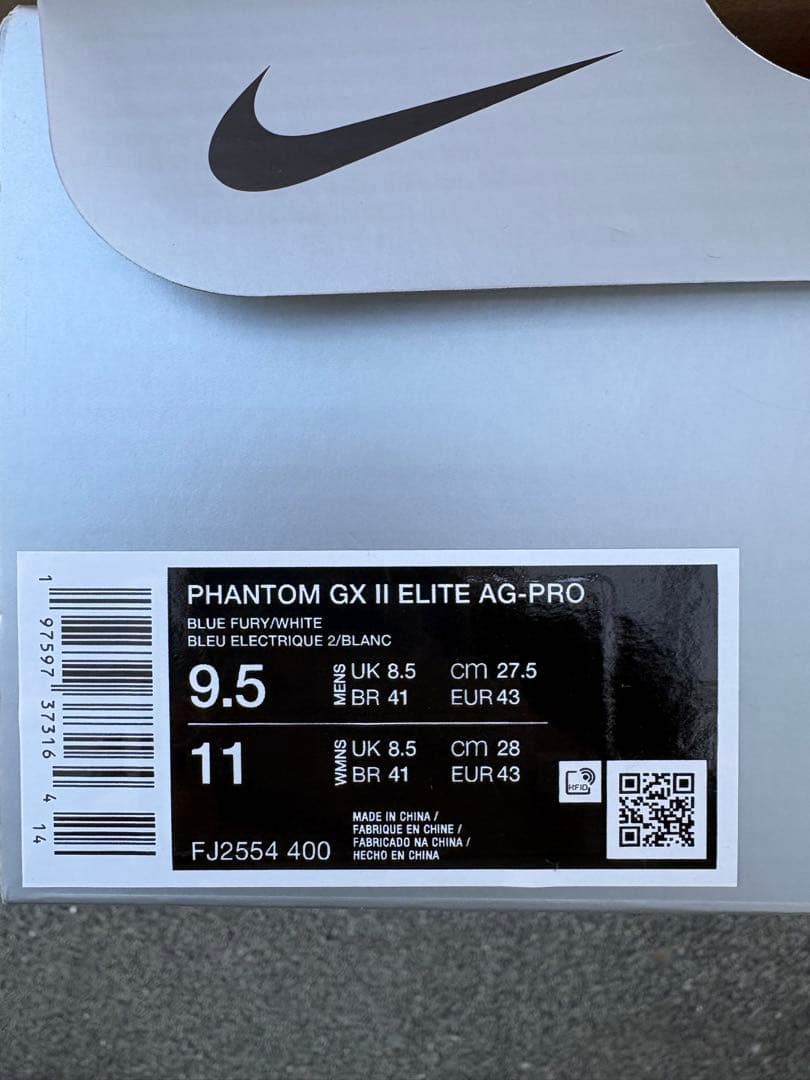 PHANTOM GX II ELITE AG-PRO
BLUE FURY/WHITE
BLEU ELECTRIQUE 2/BLANC
9.5 MENS UK 8.5 cm 27.5
BR 41 EUR 43
11 WMNS UK 8.5 cm 28
BR 41 EUR 43
FJ2554 400
MADE IN CHINA /
FABRIQUE EN CHINE /
FABRICADO NA CHINA /
HECHO EN CHINA
RFID
1 97597 37316 4 14